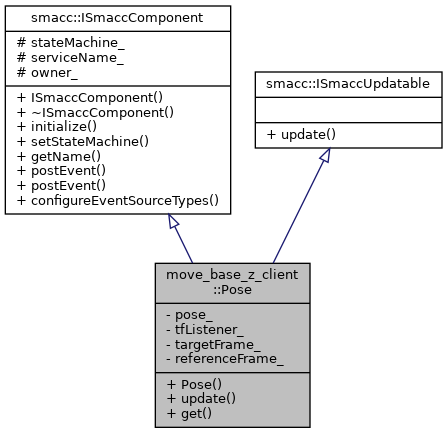 smacc::ISmaccComponent
# stateMachine_
# serviceName_
# owner_
+ ISmaccComponent()
+ ~ISmaccComponent()
+ initialize()
+ setStateMachine()
+ getName()
+ postEvent()
+ postEvent()
+ configureEventSourceTypes()
smacc::ISmaccUpdatable
+ update()
move_base_z_client
::Pose
- pose_
- tfListener_
- targetFrame_
- referenceFrame_
+ Pose()
+ update()
+ get()